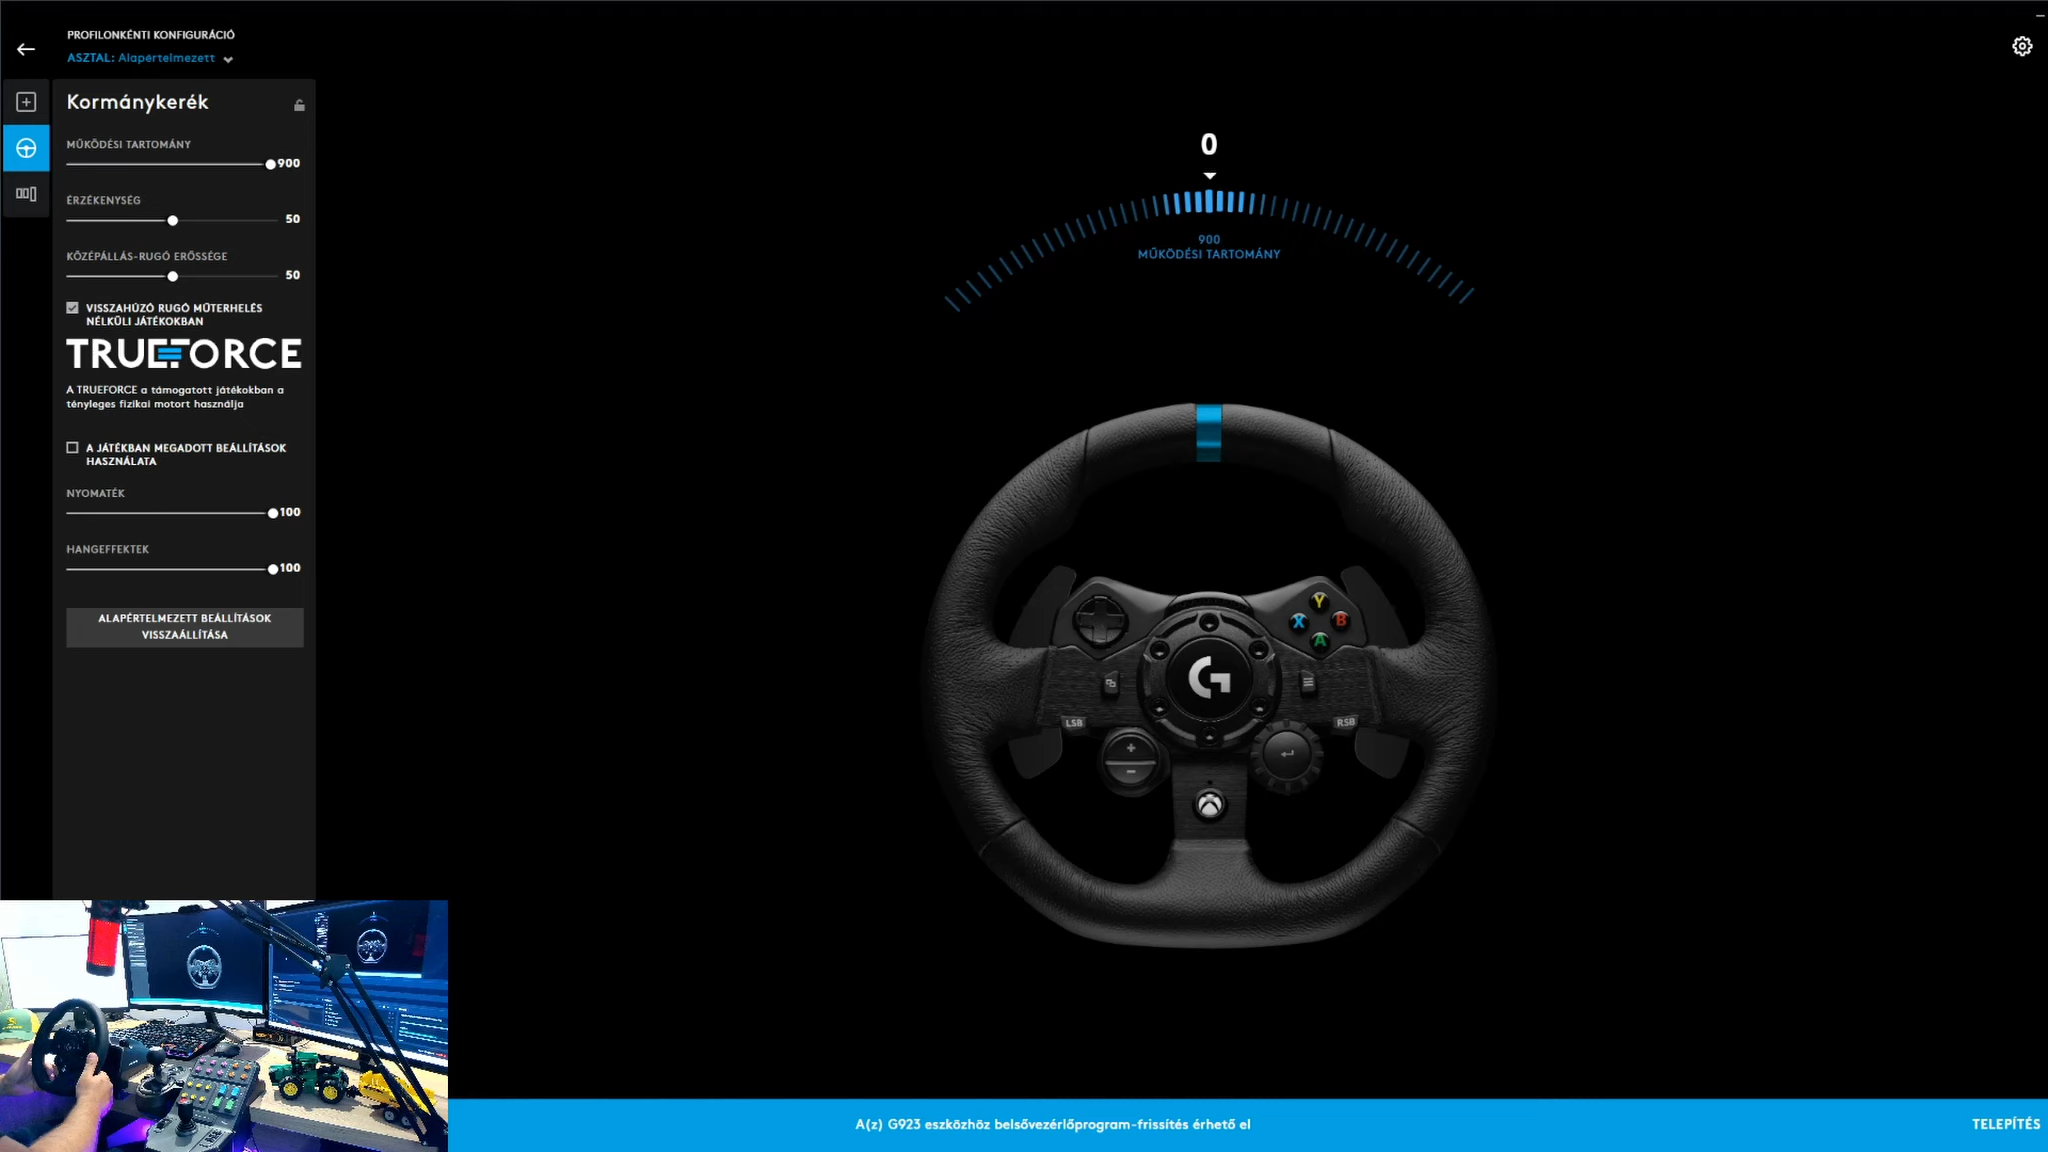 PROFILONKÉNTI KONFIGURÁCIÓ
ASZTAL: Alapértelmezett
Kormánykerék
MŰKÖDÉSI TARTOMÁNY
900
ÉRZÉKENYSÉG
50
KÖZÉPÁLLÁS-RUGÓ ERŐSSÉGE
50
VISSZAHÚZÓ RUGÓ MŰTERHELÉS
NÉLKÜLI JÁTÉKOKBAN
TRUEFORCE
A TRUEFORCE a támogatott játékokban a
tényleges fizikai motort használja
A JÁTÉKBAN MEGADOTT BEÁLLÍTÁSOK
HASZNÁLATA
NYOMATÉK
100
HANGEFFEKTEK
100
ALAPÉRTELMEZETT BEÁLLÍTÁSOK
VISSZAÁLLÍTÁSA
0
900
MŰKÖDÉSI TARTOMÁNY
Y
X
B
A
G
LSB
RSB
+
−
A(z) G923 eszközhöz belsővezérlőprogram-frissítés érhető el
TELEPÍTÉS